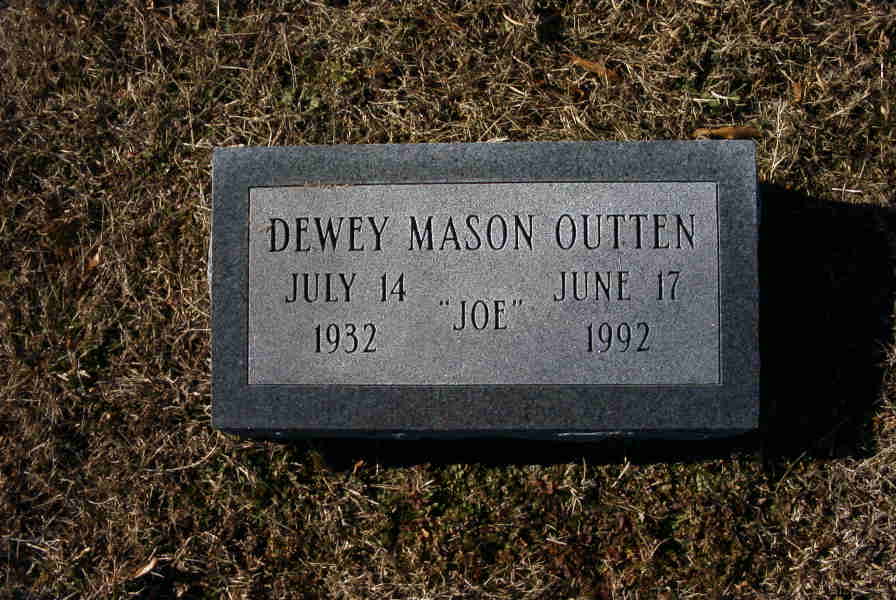 DEWEY MASON OUTTEN
JULY 14 "JOE" JUNE 17
1932 1992